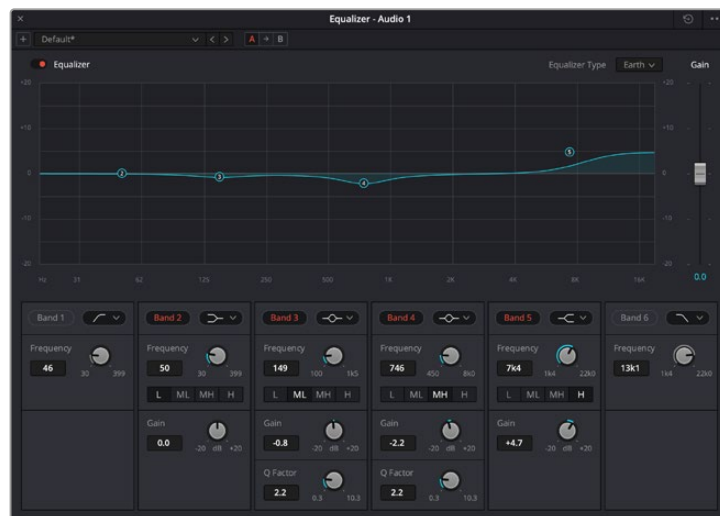 Equalizer - Audio 1
Default*
A
B
Equalizer
Equalizer Type
Earth
Gain
+20
+20
+10
+10
0
0
-10
-10
-20
-20
2
3
4
5
Hz
31
62
125
250
500
1K
2K
4K
8K
16K
0.0
Band 1
Band 2
Band 3
Band 4
Band 5
Band 6
Frequency
Frequency
Frequency
Frequency
Frequency
Frequency
46
50
149
746
7k4
13k1
30 399
30 399
100 1k5
450 8k0
1k4 22k0
1k4 22k0
L ML MH H
L ML MH H
L ML MH H
L ML MH H
Gain
Gain
Gain
Gain
0.0
-0.8
-2.2
+4.7
-20 dB +20
-20 dB +20
-20 dB +20
-20 dB +20
Q Factor
Q Factor
2.2
2.2
0.3 10.3
0.3 10.3